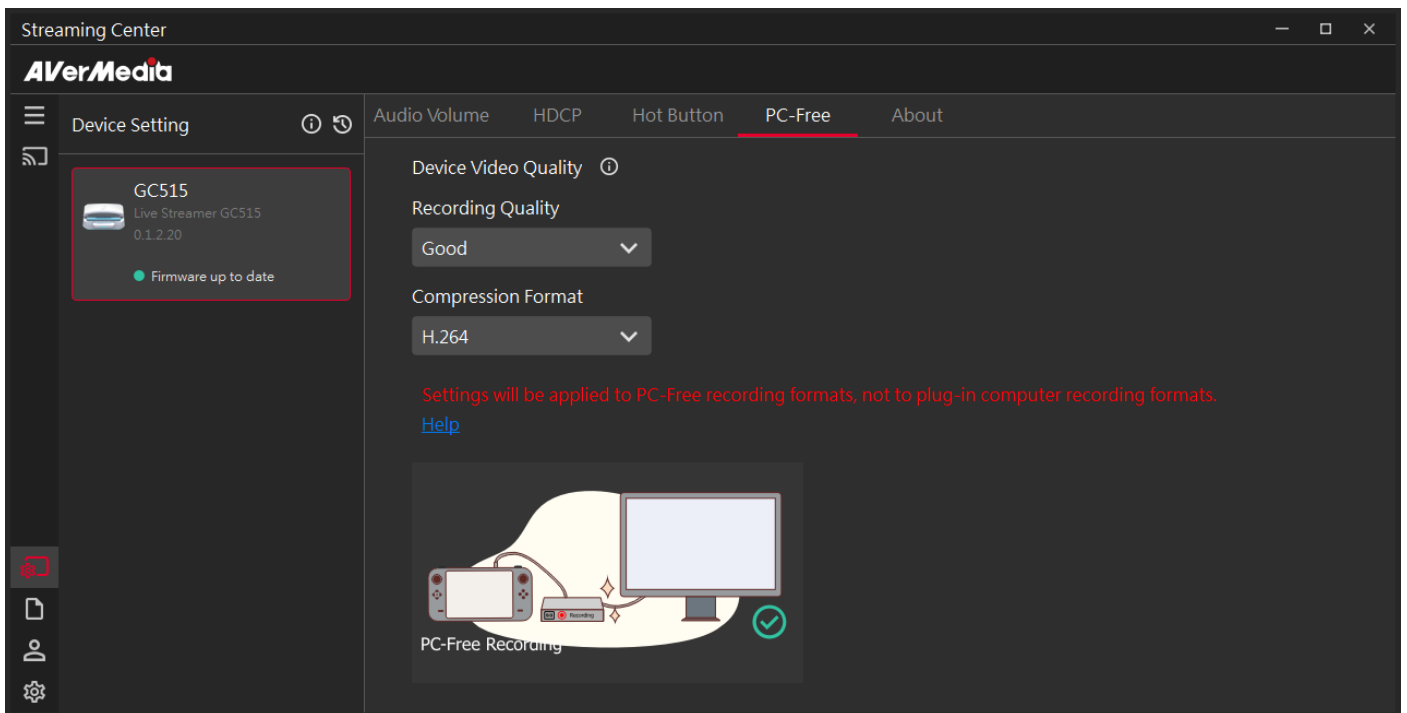 Streaming Center
AVerMedia
Device Setting
Audio Volume HDCP Hot Button PC-Free About
GC515
Live Streamer GC515
0.1.2.20
Firmware up to date
Device Video Quality
Recording Quality
Good
Compression Format
H.264
Settings will be applied to PC-Free recording formats, not to plug-in computer recording formats.
Help
Recording
PC-Free Recording